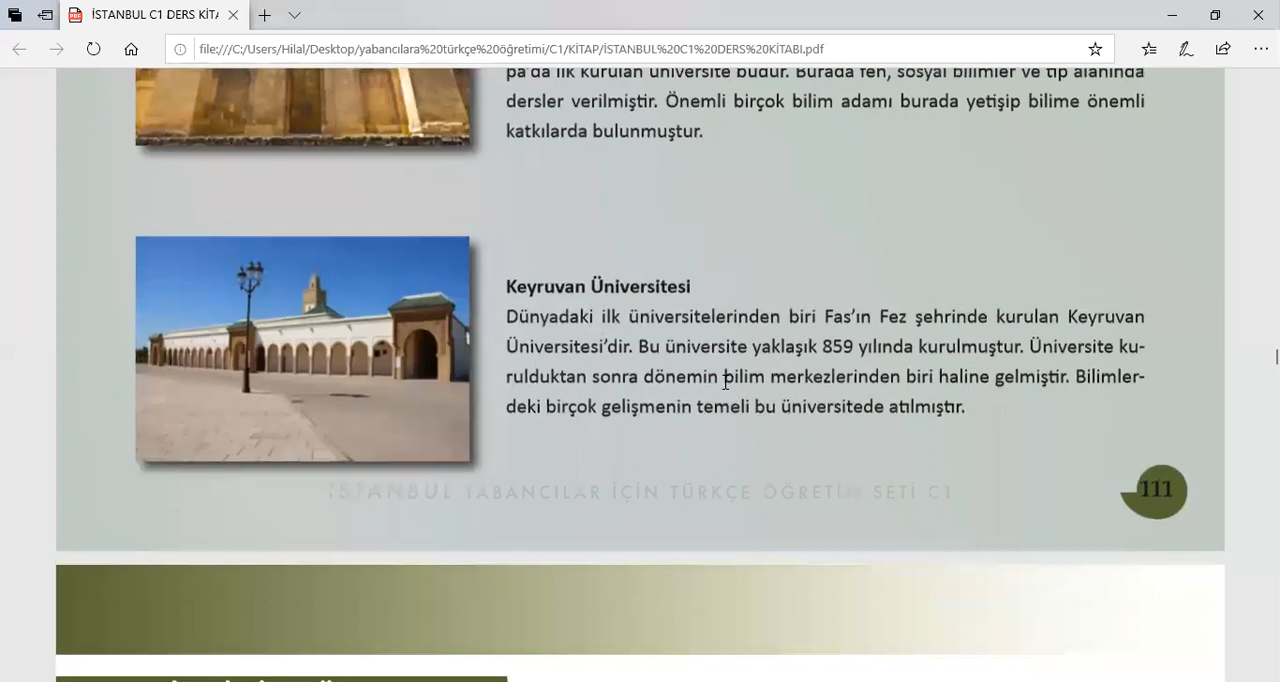 İSTANBUL C1 DERS KİTA
file:///C:/Users/Hilal/Desktop/yabancılara%20türkçe%20öğretimi/C1/KİTAP/İSTANBUL%20C1%20DERS%20KİTABI.pdf
pa'da ilk kurulan üniversite budur. Burada fen, sosyal bilimler ve tıp alanında
dersler verilmiştir. Önemli birçok bilim adamı burada yetişip bilime önemli
katkılarda bulunmuştur.
Keyruvan Üniversitesi
Dünyadaki ilk üniversitelerinden biri Fas'ın Fez şehrinde kurulan Keyruvan
Üniversitesi'dir. Bu üniversite yaklaşık 859 yılında kurulmuştur. Üniversite ku-
rulduktan sonra dönemin bilim merkezlerinden biri haline gelmiştir. Bilimler-
deki birçok gelişmenin temeli bu üniversitede atılmıştır.
İSTANBUL YABANCILAR İÇİN TÜRKÇE ÖĞRETİM SETİ C1
111